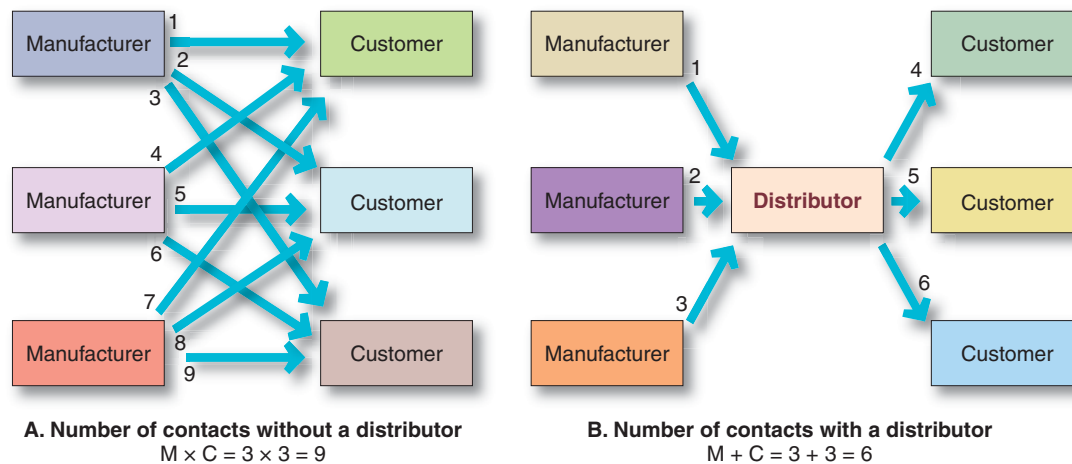 1
Manufacturer
Customer
2
3
4
Manufacturer
5
Customer
6
7
Manufacturer
8
Customer
9
A. Number of contacts without a distributor
M × C = 3 × 3 = 9
Manufacturer
1
4
Customer
Manufacturer
2
Distributor
5
Customer
3
6
Manufacturer
Customer
B. Number of contacts with a distributor
M + C = 3 + 3 = 6